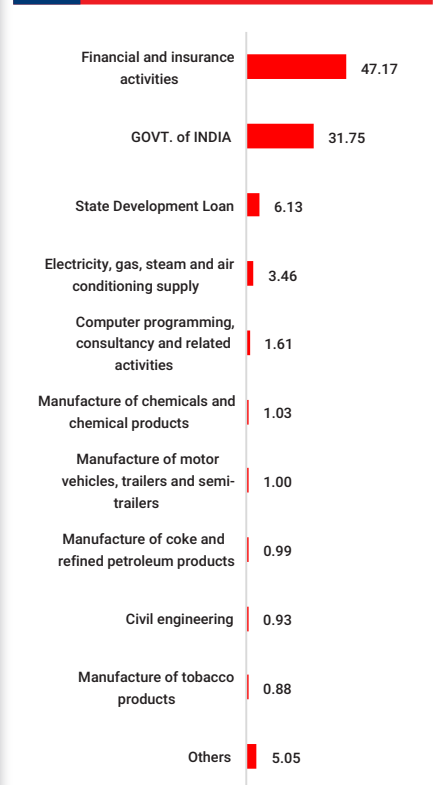 Financial and insurance
activities
47.17
GOVT. of INDIA
31.75
State Development Loan
6.13
Electricity, gas, steam and air
conditioning supply
3.46
Computer programming,
consultancy and related
activities
1.61
Manufacture of chemicals and
chemical products
1.03
Manufacture of motor
vehicles, trailers and semi-
trailers
1.00
Manufacture of coke and
refined petroleum products
0.99
Civil engineering
0.93
Manufacture of tobacco
products
0.88
Others
5.05